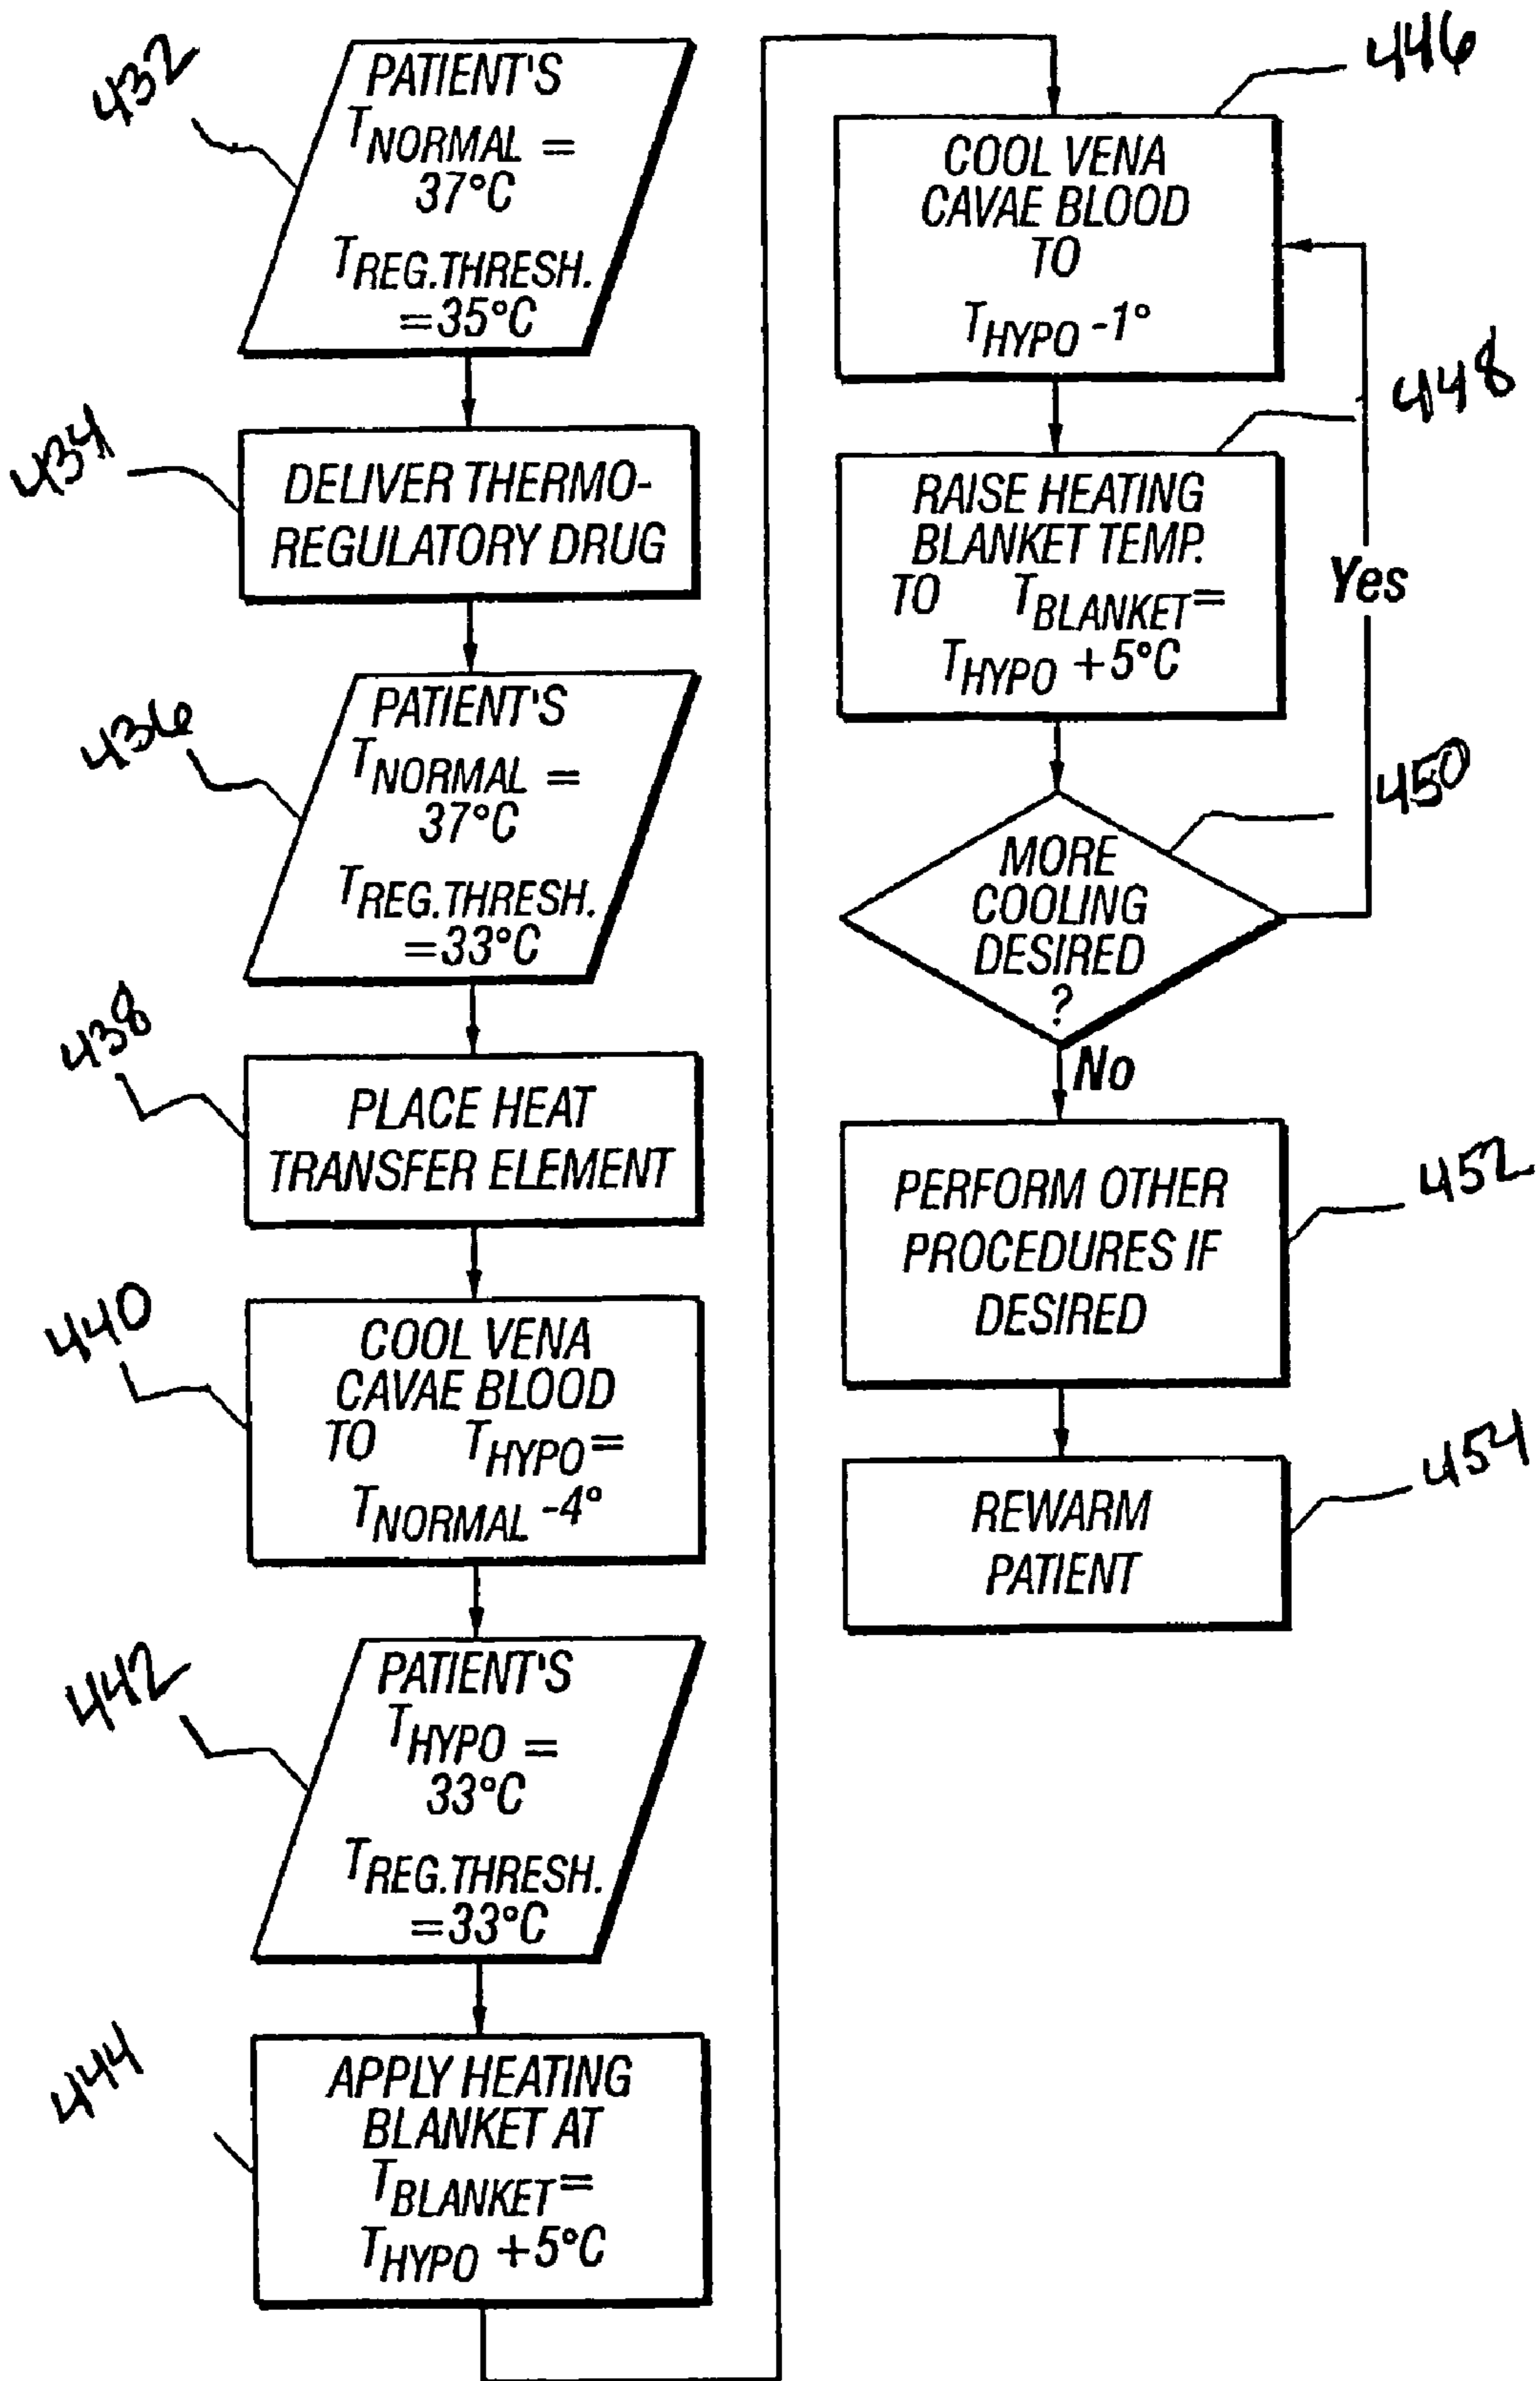 432
PATIENT'S
TNORMAL =
37°C
TREG.THRESH.
=35°C
434
DELIVER THERMO-
REGULATORY DRUG
436
PATIENT'S
TNORMAL =
37°C
TREG.THRESH.
=33°C
438
PLACE HEAT
TRANSFER ELEMENT
440
COOL VENA
CAVAE BLOOD
TO THYPO=
TNORMAL -4°
442
PATIENT'S
THYPO =
33°C
TREG.THRESH.
=33°C
444
APPLY HEATING
BLANKET AT
TBLANKET=
THYPO +5°C
446
COOL VENA
CAVAE BLOOD
TO
THYPO -1°
448
RAISE HEATING
BLANKET TEMP.
TO TBLANKET=
THYPO +5°C
Yes
450
MORE
COOLING
DESIRED
?
No
452
PERFORM OTHER
PROCEDURES IF
DESIRED
454
REWARM
PATIENT